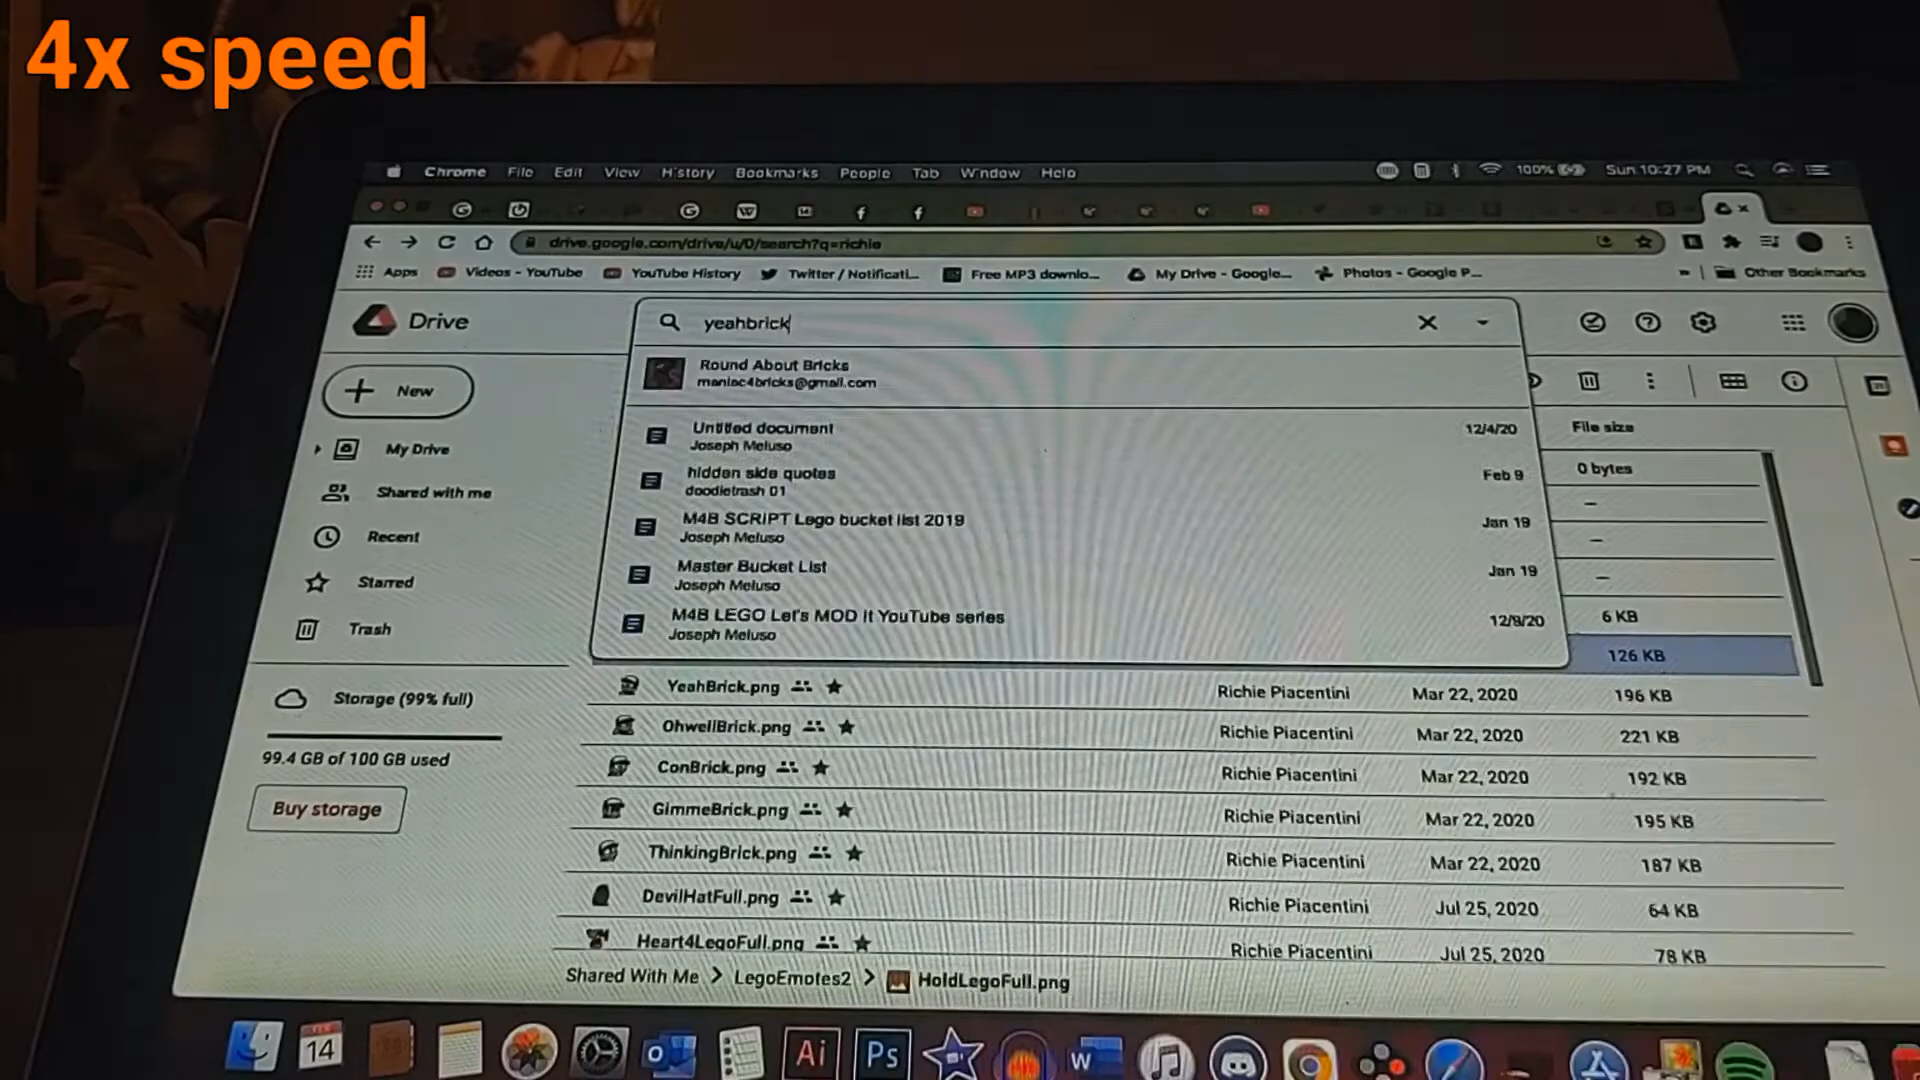 4x speed
Chrome File Edit View History Bookmarks People Tab Window Help
100% Sun 10:27 PM
drive.google.com/drive/u/0/search?q=richie
Apps Videos - YouTube YouTube History Twitter / Notificati... Free MP3 downlo... My Drive - Google... Photos - Google P... » Other Bookmarks
Drive
yeahbrick
Round About Bricks
maniac4bricks@gmail.com
New
Untitled document 12/4/20
Joseph Meluso
hidden side quotes Feb 9
doodietrash 01
M4B SCRIPT Lego bucket list 2019 Jan 19
Joseph Meluso
Master Bucket List Jan 19
Joseph Meluso
M4B LEGO Let's MOD it YouTube series 12/9/20
Joseph Meluso
File size
0 bytes
–
–
–
6 KB
126 KB
My Drive
Shared with me
Recent
Starred
Trash
Storage (99% full)
99.4 GB of 100 GB used
Buy storage
YeahBrick.png Richie Piacentini Mar 22, 2020 196 KB
OhwellBrick.png Richie Piacentini Mar 22, 2020 221 KB
ConBrick.png Richie Piacentini Mar 22, 2020 192 KB
GimmeBrick.png Richie Piacentini Mar 22, 2020 195 KB
ThinkingBrick.png Richie Piacentini Mar 22, 2020 187 KB
DevilHatFull.png Richie Piacentini Jul 25, 2020 64 KB
Heart4LegoFull.png Richie Piacentini Jul 25, 2020 78 KB
Shared With Me > LegoEmotes2 > HoldLegoFull.png
14 Ai Ps W